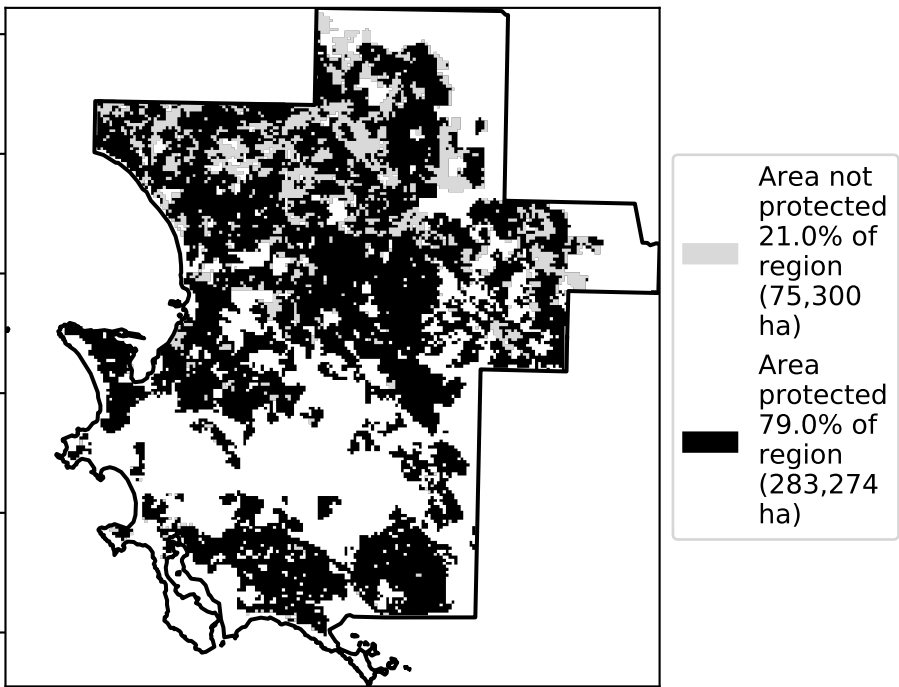 Area not
protected
21.0% of
region
(75,300
ha)
Area
protected
79.0% of
region
(283,274
ha)